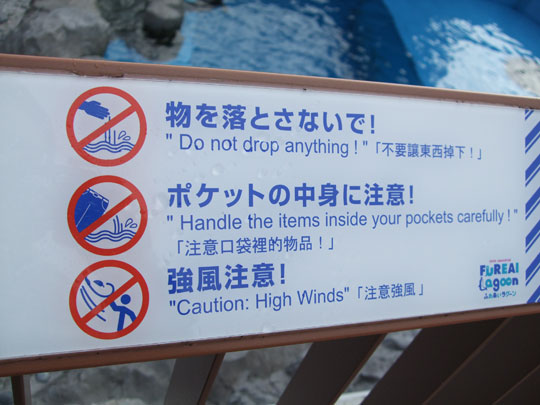 物を落とさないで!
" Do not drop anything ! "「不要讓東西掉下！」
ポケットの中身に注意!
" Handle the items inside your pockets carefully ! "
「注意口袋裡的物品！」
強風注意!
"Caution: High Winds"「注意強風 」
FUREAI
Lagoon
ふれあいラグーン